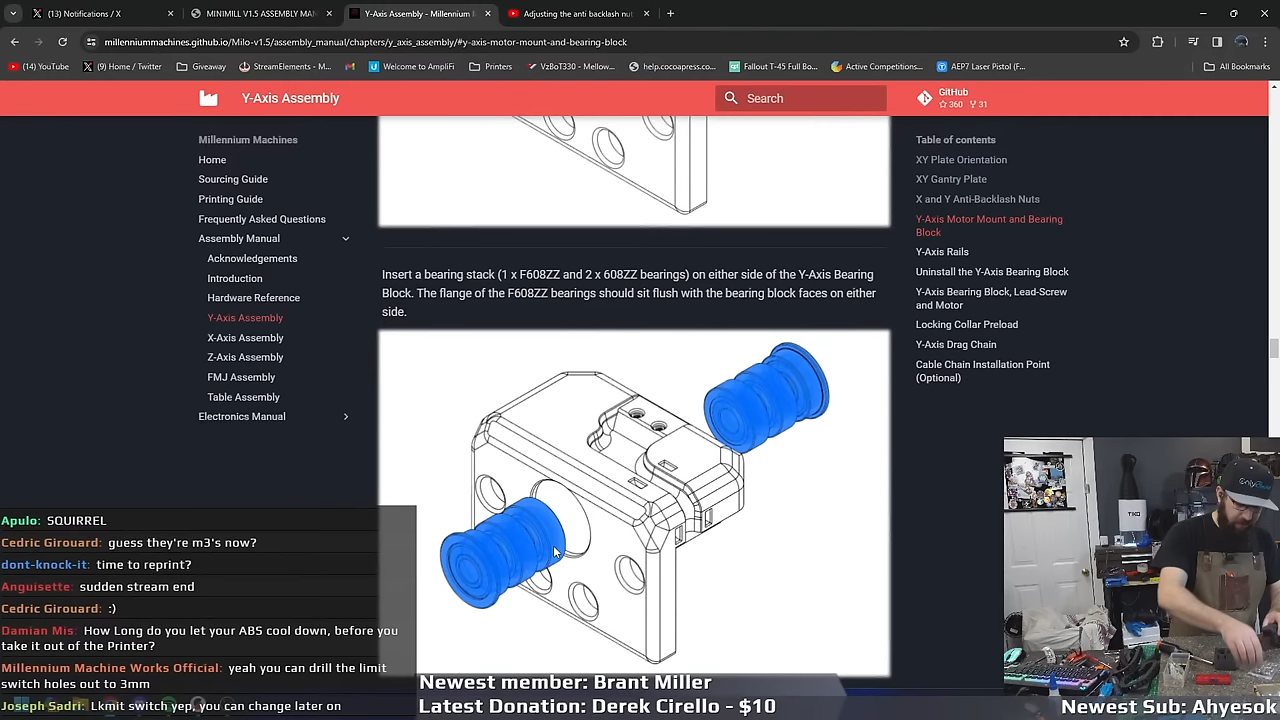 (13) Notifications / X
MINIMILL V1.5 ASSEMBLY MAN
Y-Axis Assembly - Millennium
Adjusting the anti backlash nut
millenniummachines.github.io/Milo-v1.5/assembly_manual/chapters/y_axis_assembly/#y-axis-motor-mount-and-bearing-block
(14) YouTube
(9) Home / Twitter
Giveaway
StreamElements - M...
Welcome to AmpliFi
Printers
VzBoT330 - Mellow...
help.cocoapress.co...
Fallout T-45 Full Bo...
Active Competitions...
AEP7 Laser Pistol (F...
All Bookmarks
Y-Axis Assembly
Search
GitHub
360 31
Millennium Machines
Home
Sourcing Guide
Printing Guide
Frequently Asked Questions
Assembly Manual
Acknowledgements
Introduction
Hardware Reference
Y-Axis Assembly
X-Axis Assembly
Z-Axis Assembly
FMJ Assembly
Table Assembly
Electronics Manual
Insert a bearing stack (1 x F608ZZ and 2 x 608ZZ bearings) on either side of the Y-Axis Bearing
Block. The flange of the F608ZZ bearings should sit flush with the bearing block faces on either
side.
Table of contents
XY Plate Orientation
XY Gantry Plate
X and Y Anti-Backlash Nuts
Y-Axis Motor Mount and Bearing
Block
Y-Axis Rails
Uninstall the Y-Axis Bearing Block
Y-Axis Bearing Block, Lead-Screw
and Motor
Locking Collar Preload
Y-Axis Drag Chain
Cable Chain Installation Point
(Optional)
Apulo: SQUIRREL
Cedric Girouard: guess they're m3's now?
dont-knock-it: time to reprint?
Anguisette: sudden stream end
Cedric Girouard: :)
Damian Mis: How Long do you let your ABS cool down, before you
take it out of the Printer?
Millennium Machine Works Official: yeah you can drill the limit
switch holes out to 3mm
Joseph Sadri: Lkmit switch yep, you can change later on
Newest member: Brant Miller
Latest Donation: Derek Cirello - $10
Newest Sub: Ahyesok